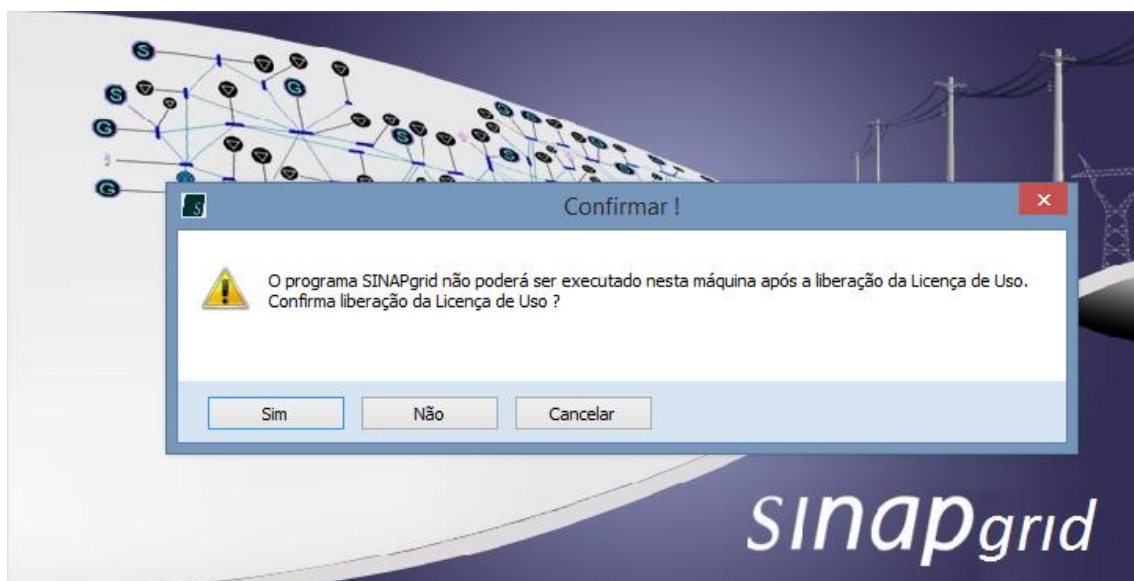 Confirmar !
O programa SINAPgrid não poderá ser executado nesta máquina após a liberação da Licença de Uso.
Confirma liberação da Licença de Uso ?
Sim
Não
Cancelar
sinapgrid